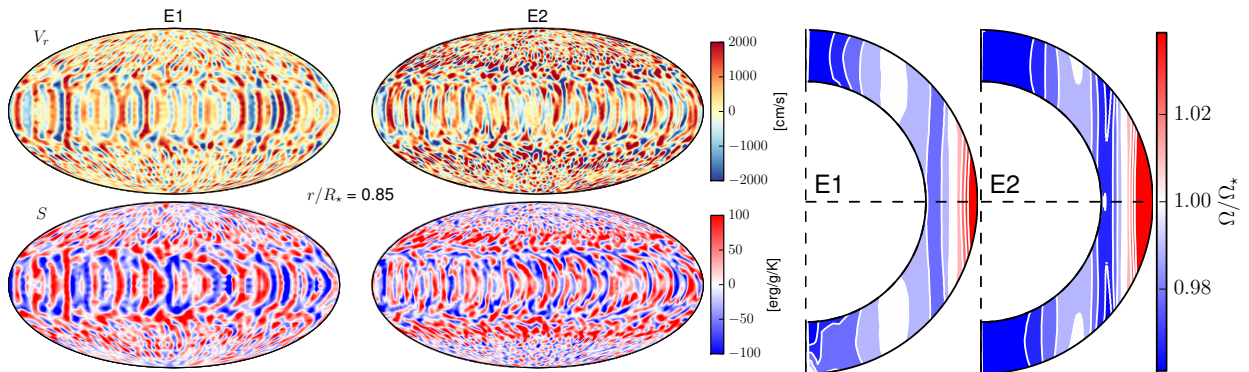 E1
E2
V_r
2000
1000
0
−1000
−2000
[cm/s]
r/R⋆ = 0.85
S
100
50
0
−50
−100
[erg/g/K]
E1
E2
1.02
1.00
0.98
Ω/Ω⋆